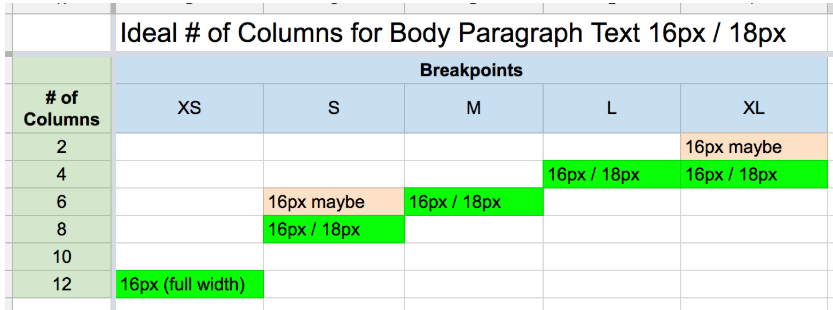 Ideal # of Columns for Body Paragraph Text 16px / 18px
Breakpoints
# of
Columns
XS S M L XL
2 16px maybe
4 16px / 18px 16px / 18px
6 16px maybe 16px / 18px
8 16px / 18px
10
12 16px (full width)